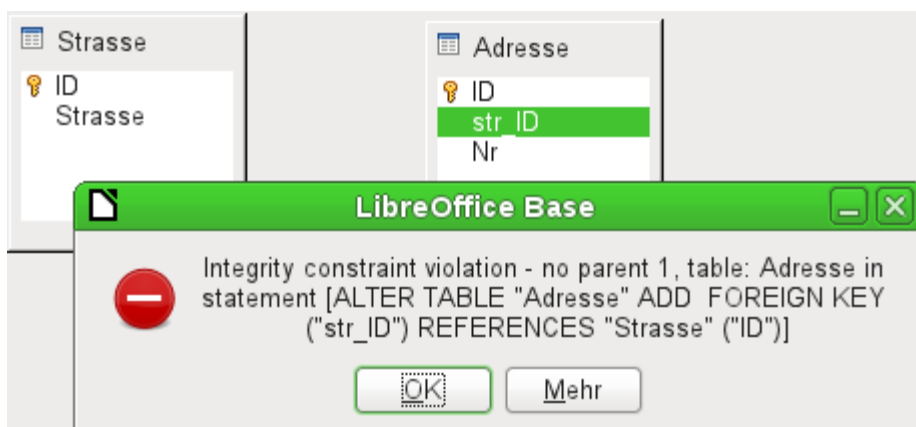 Strasse
ID
Strasse
Adresse
ID
str_ID
Nr
LibreOffice Base
Integrity constraint violation - no parent 1, table: Adresse in
statement [ALTER TABLE "Adresse" ADD  FOREIGN KEY
("str_ID") REFERENCES "Strasse" ("ID")]
OK
Mehr